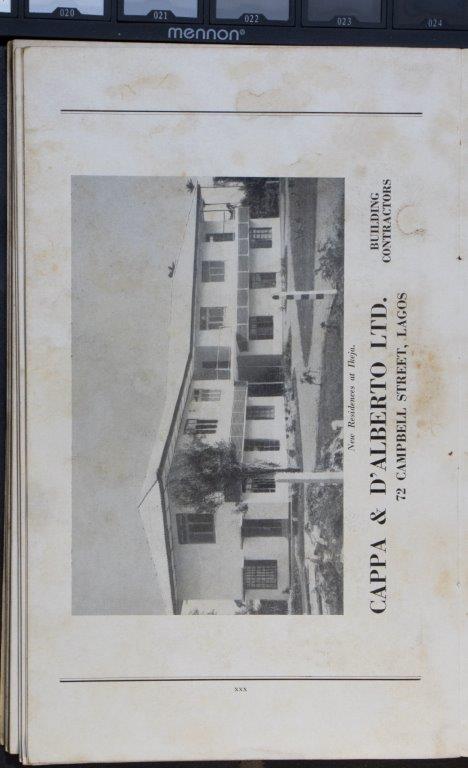 020 021 022 023 024
mennon®
New Residences at Ikeja.
CAPPA & D'ALBERTO LTD.
BUILDING
CONTRACTORS
72 CAMPBELL STREET, LAGOS
xxx